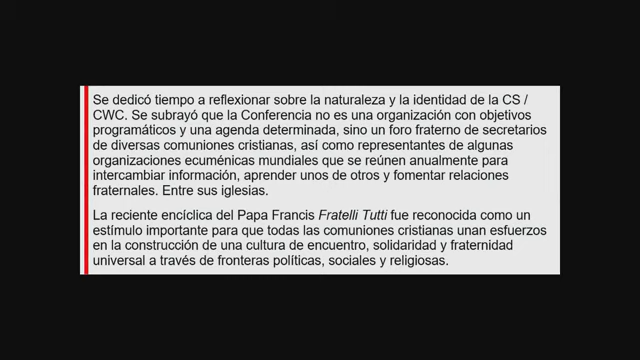 Se dedicó tiempo a reflexionar sobre la naturaleza y la identidad de la CS /
CWC. Se subrayó que la Conferencia no es una organización con objetivos
programáticos y una agenda determinada, sino un foro fraterno de secretarios
de diversas comuniones cristianas, así como representantes de algunas
organizaciones ecuménicas mundiales que se reúnen anualmente para
intercambiar información, aprender unos de otros y fomentar relaciones
fraternales. Entre sus iglesias.
La reciente encíclica del Papa Francis Fratelli Tutti fue reconocida como un
estímulo importante para que todas las comuniones cristianas unan esfuerzos
en la construcción de una cultura de encuentro, solidaridad y fraternidad
universal a través de fronteras políticas, sociales y religiosas.